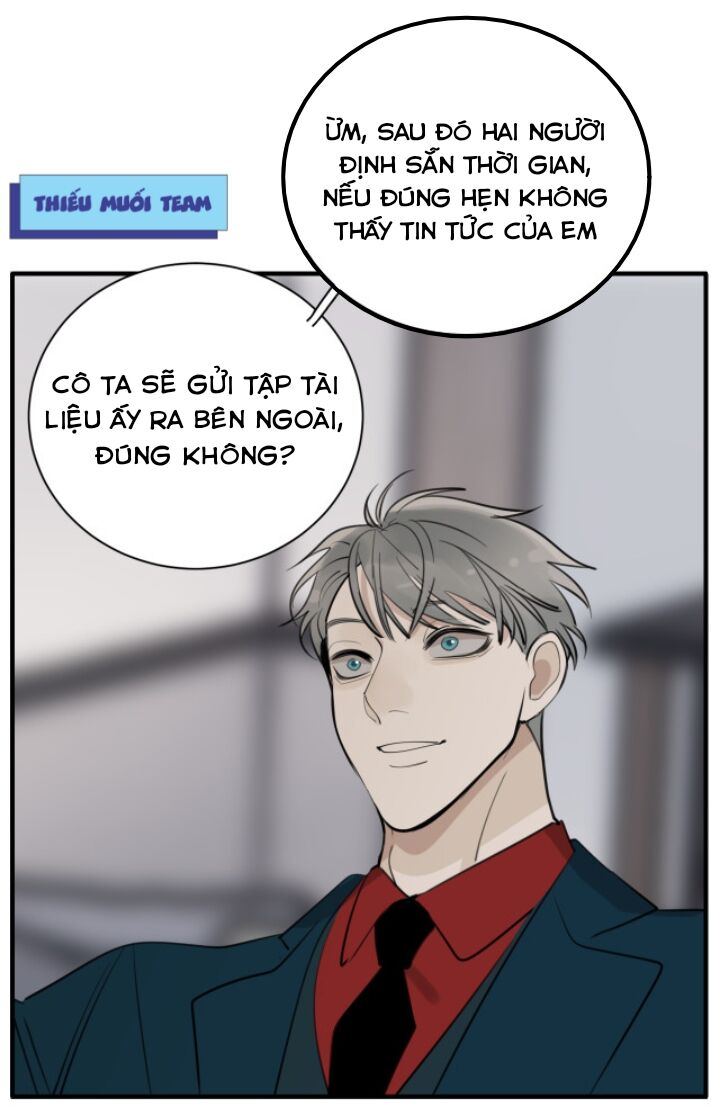 ỪM, SAU ĐÓ HAI NGƯỜI
ĐỊNH SẴN THỜI GIAN,
NẾU ĐÚNG HẸN KHÔNG
THẤY TIN TỨC CỦA EM
THIẾU MUỐI TEAM
CÔ TA SẼ GỬI TẬP TÀI
LIỆU ẤY RA BÊN NGOÀI,
ĐÚNG KHÔNG?